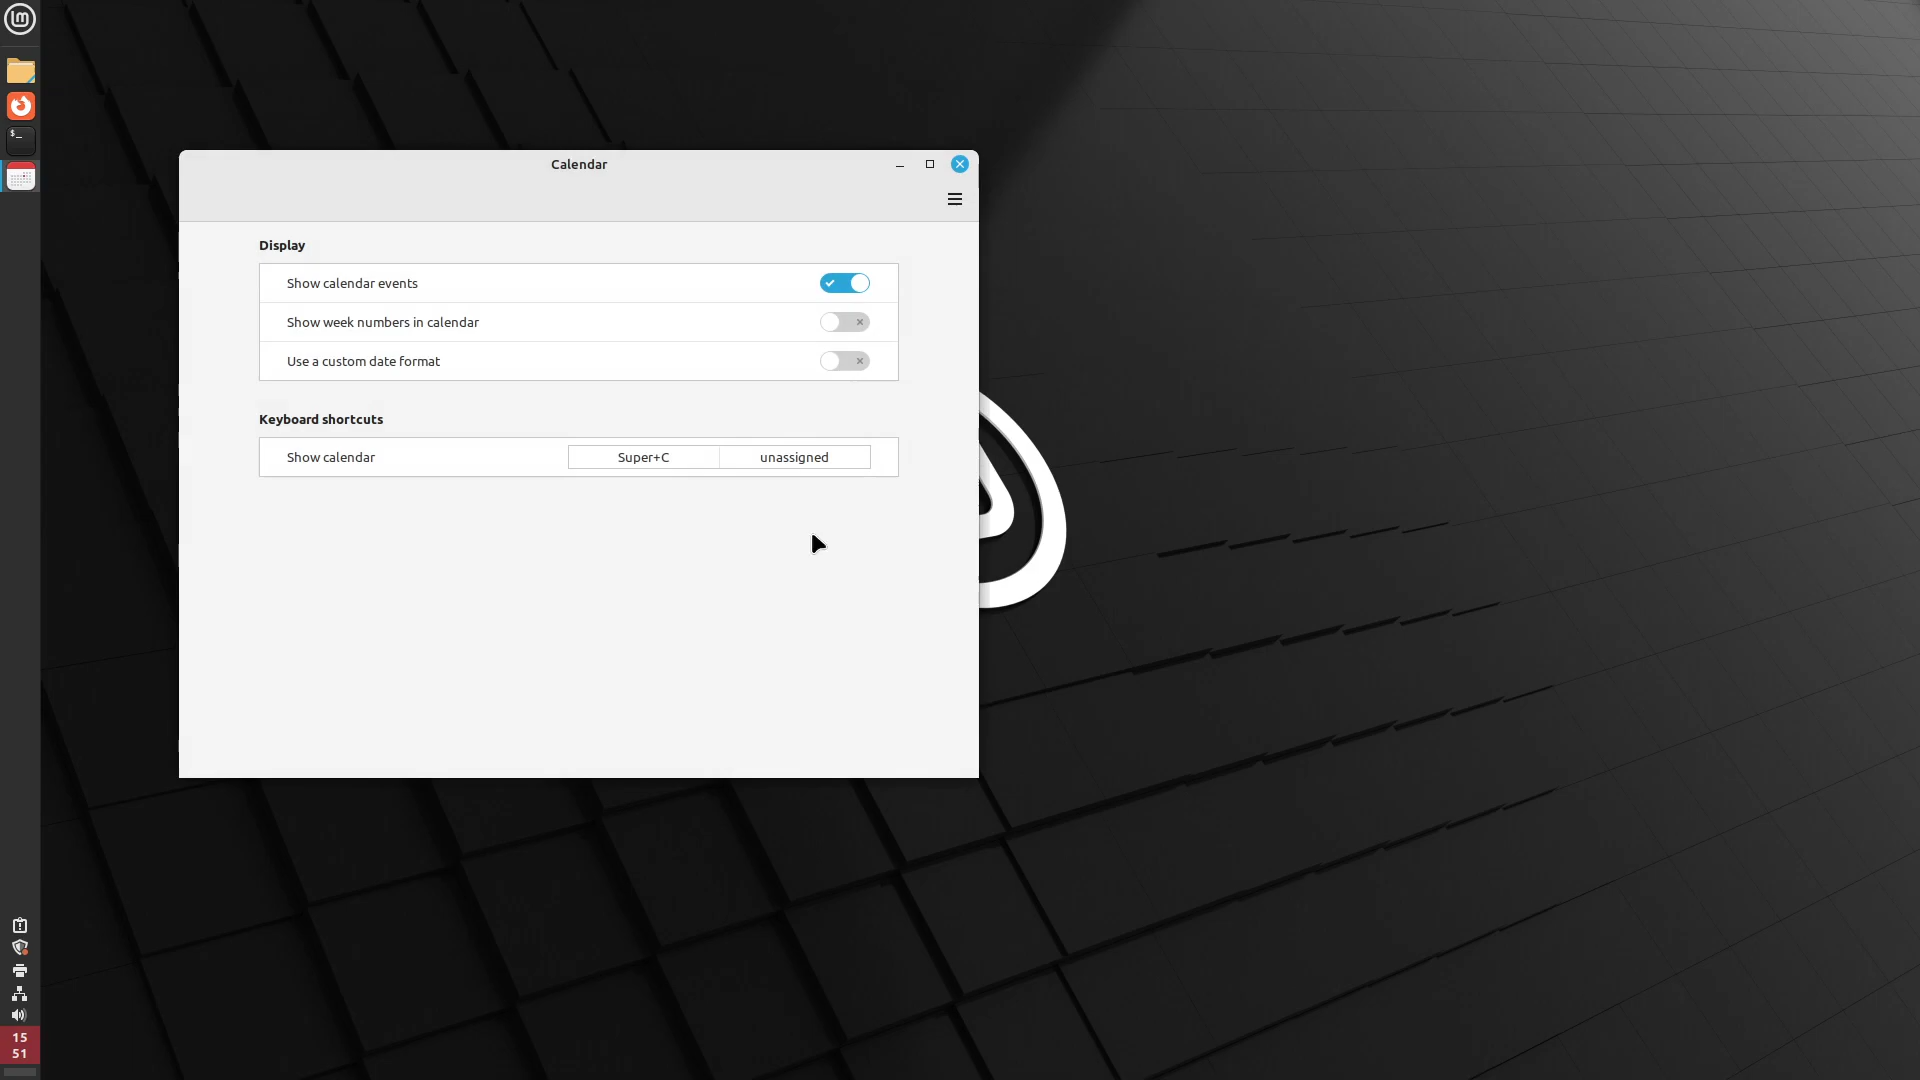 Calendar
Display
Show calendar events
Show week numbers in calendar
Use a custom date format
Keyboard shortcuts
Show calendar Super+C unassigned
$_
15
51